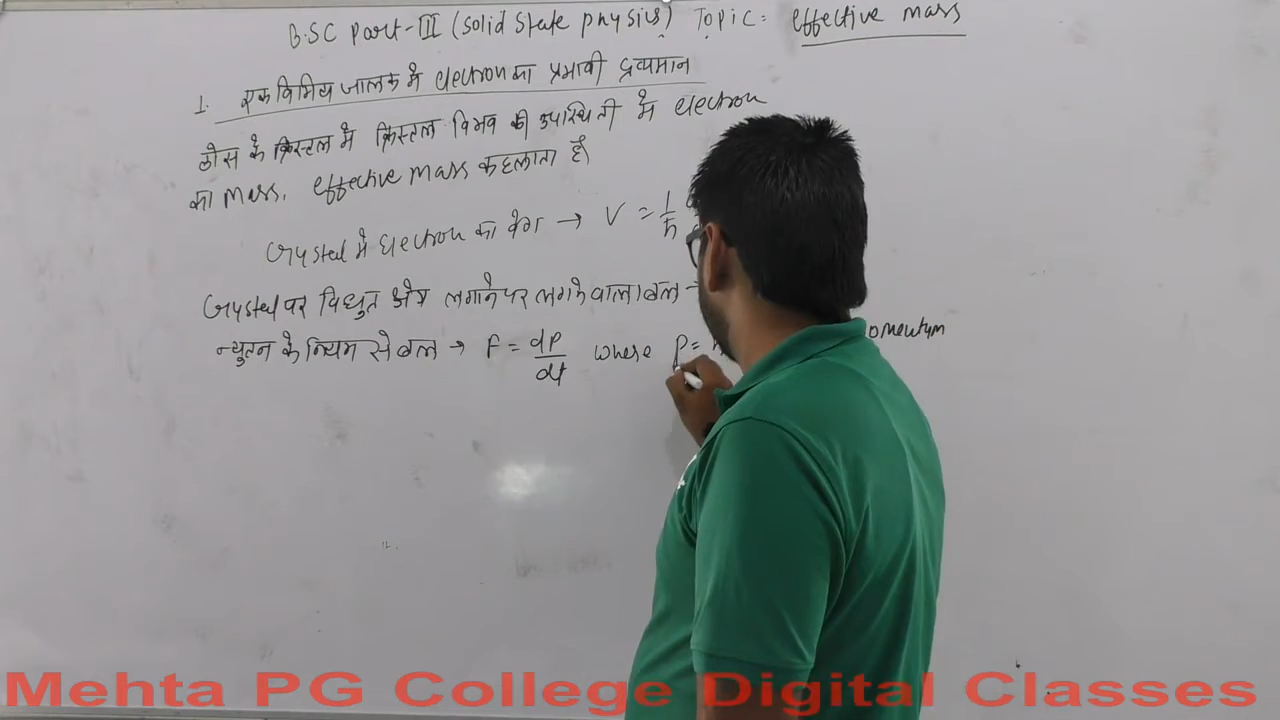 B.SC Part-III (Solid State Physics) Topic: effective mass
1. एक विमिय जालक मे electron का प्रभावी द्रव्यमान
ठोस के क्रिस्टल मे क्रिस्टल विभव की उपास्थिती मे electron
का mass, effective mass कहलाता है
Crystal मे electron का वेग → V = 1/ħ
Crystal पर विधुत क्षेत्र लगाने पर लगने वाला बल -
न्युटन के नियम से बल → F = dP/dt where P = momentum
Mehta PG College Digital Classes